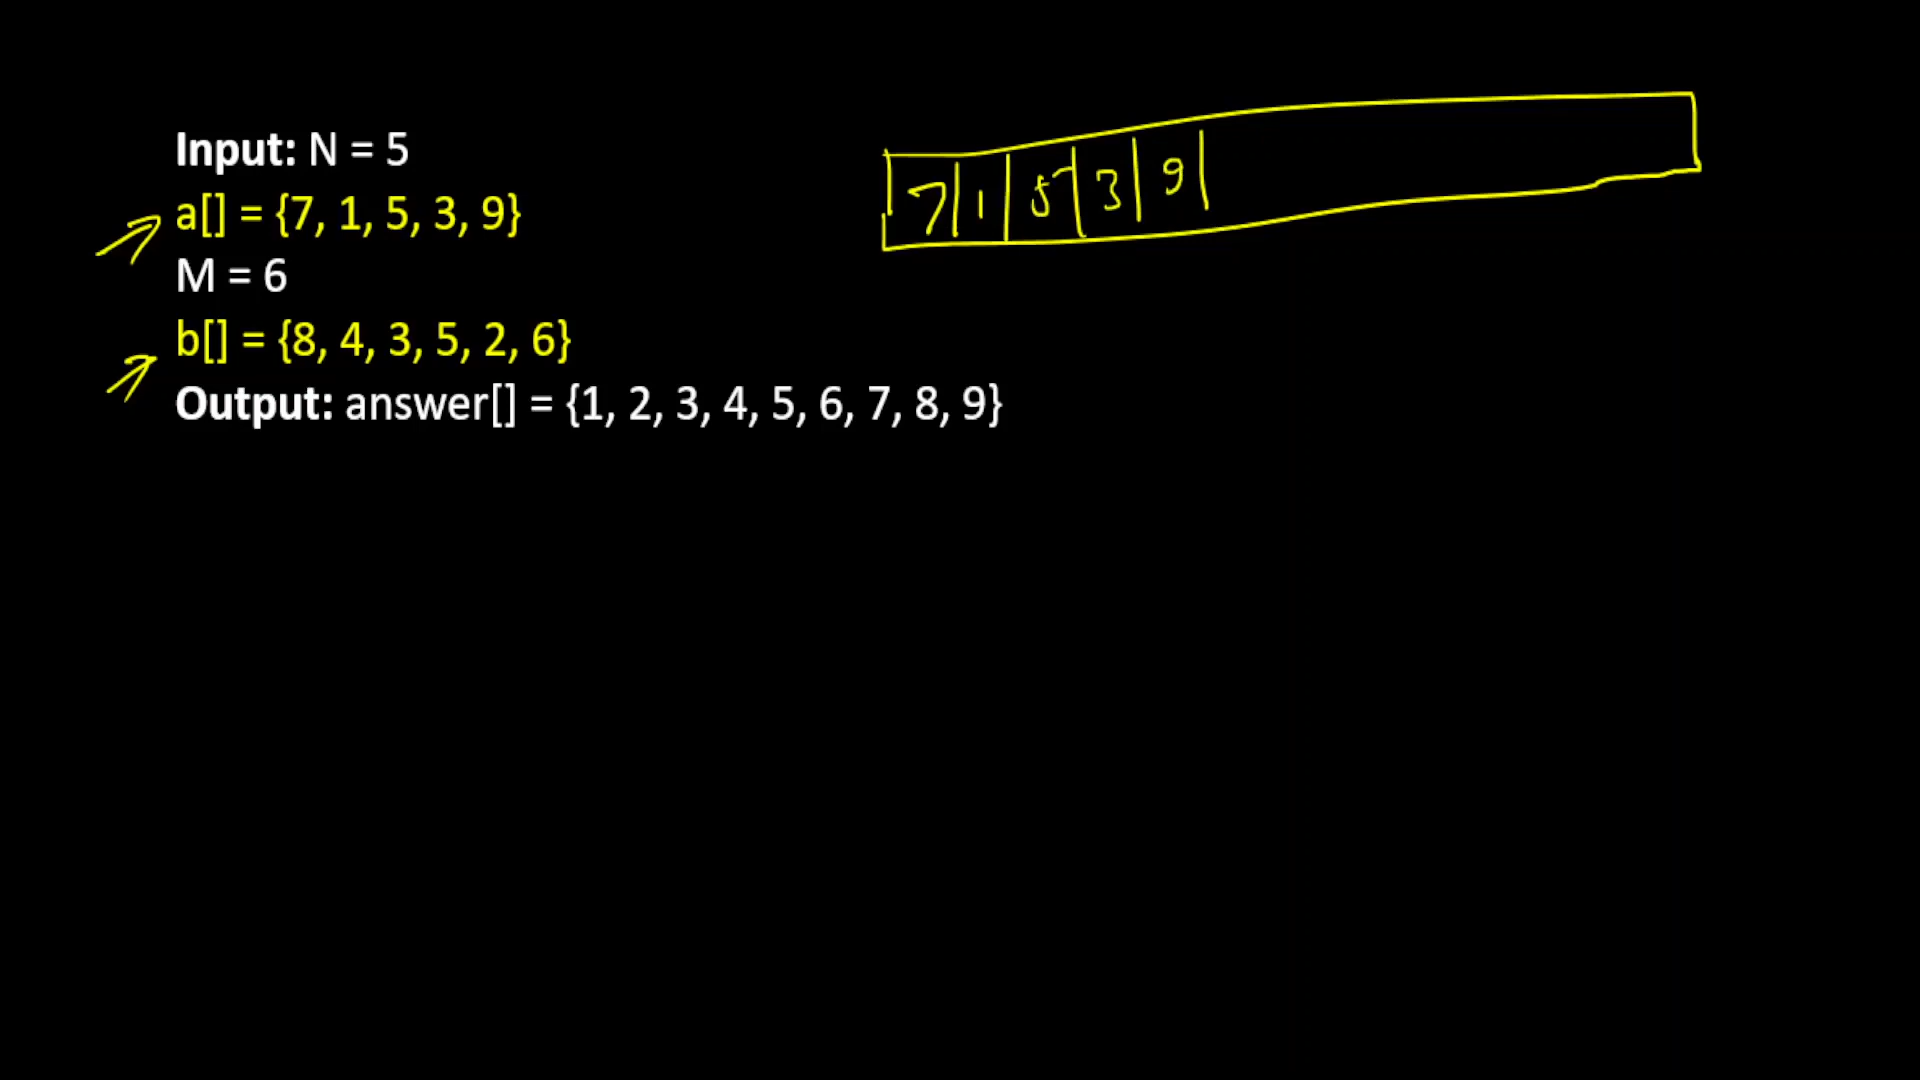 Input: N = 5
a[] = {7, 1, 5, 3, 9}
M = 6
b[] = {8, 4, 3, 5, 2, 6}
Output: answer[] = {1, 2, 3, 4, 5, 6, 7, 8, 9}
7 1 5 3 9